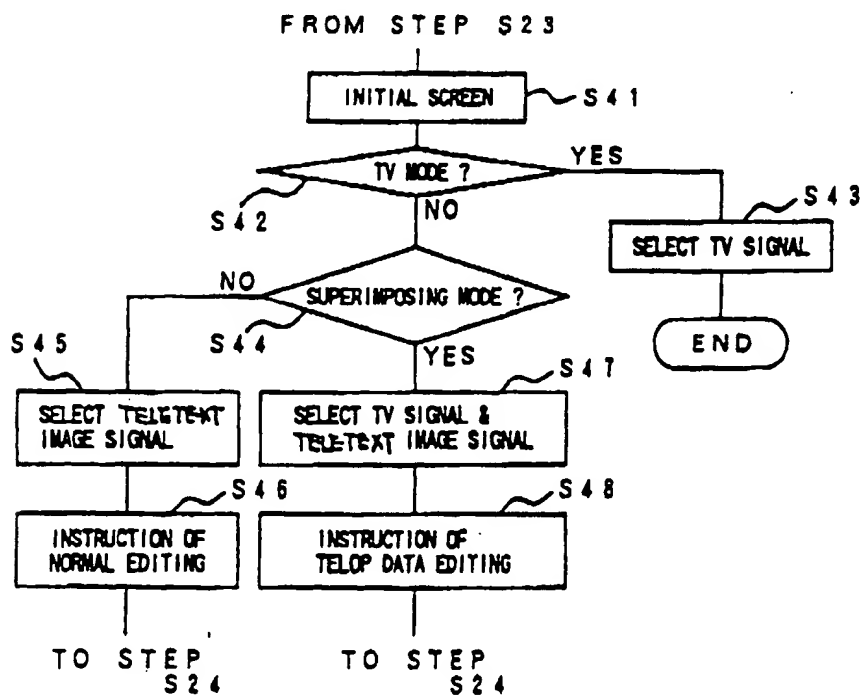 FROM STEP S23
INITIAL SCREEN
S41
TV MODE ?
YES
S42
NO
S43
SELECT TV SIGNAL
NO
SUPERIMPOSING MODE ?
S44
YES
END
S45
S47
SELECT TELETEXT
IMAGE SIGNAL
SELECT TV SIGNAL &
TELETEXT IMAGE SIGNAL
S46
S48
INSTRUCTION OF
NORMAL EDITING
INSTRUCTION OF
TELOP DATA EDITING
TO STEP
S24
TO STEP
S24